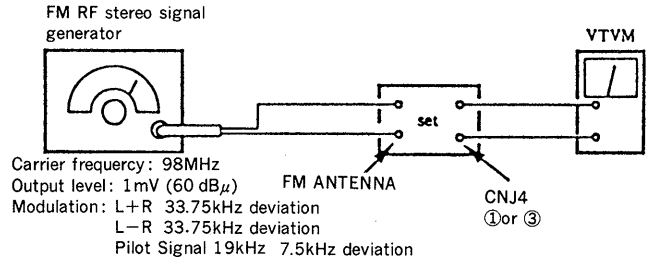 FM RF stereo signal
generator
VTVM
set
Carrier frequercy: 98MHz
Output level: 1mV (60 dBμ)
Modulation: L+R 33.75kHz deviation
L−R 33.75kHz deviation
Pilot Signal 19kHz 7.5kHz deviation
FM ANTENNA
CNJ4
①or ③